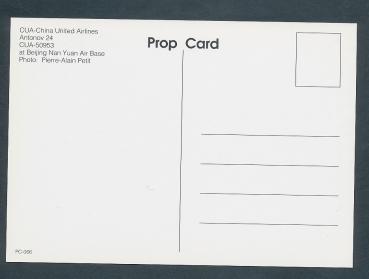 CUA-China United Airlines
Antonov 24
CUA-50953
at Beijing Nan Yuan Air Base
Photo: Pierre-Alain Petit
Prop Card
PC-066